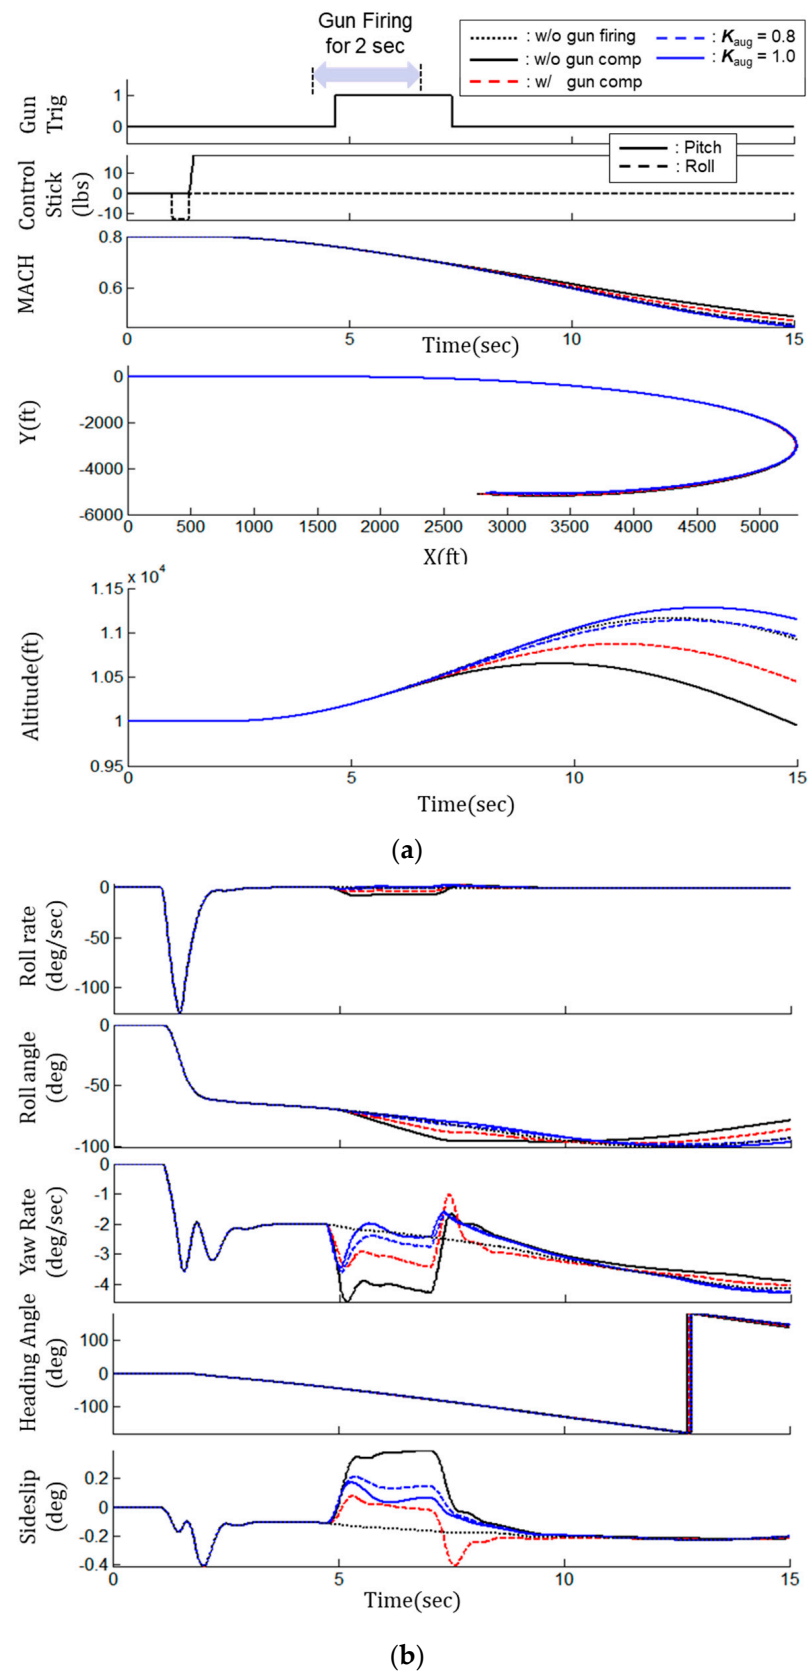 Gun Firing
for 2 sec
: w/o gun firing
: w/o gun comp
: w/ gun comp
: Kaug = 0.8
: Kaug = 1.0
Gun
Trig
1
0
Control
Stick
(lbs)
10
0
-10
: Pitch
: Roll
MACH
0.8
0.6
0 5 10 15
Time(sec)
Y(ft)
0
-2000
-4000
-6000
0 500 1000 1500 2000 2500 3000 3500 4000 4500 5000
X(ft)
x 10^4
Altitude(ft)
1.15
1.1
1.05
1
0.95
0 5 10 15
Time(sec)
(a)
Roll rate
(deg/sec)
0
-50
-100
Roll angle
(deg)
0
-50
-100
Yaw Rate
(deg/sec)
0
-1
-2
-3
-4
Heading Angle
(deg)
100
0
-100
Sideslip
(deg)
0.2
0
-0.2
-0.4
0 5 10 15
Time(sec)
(b)